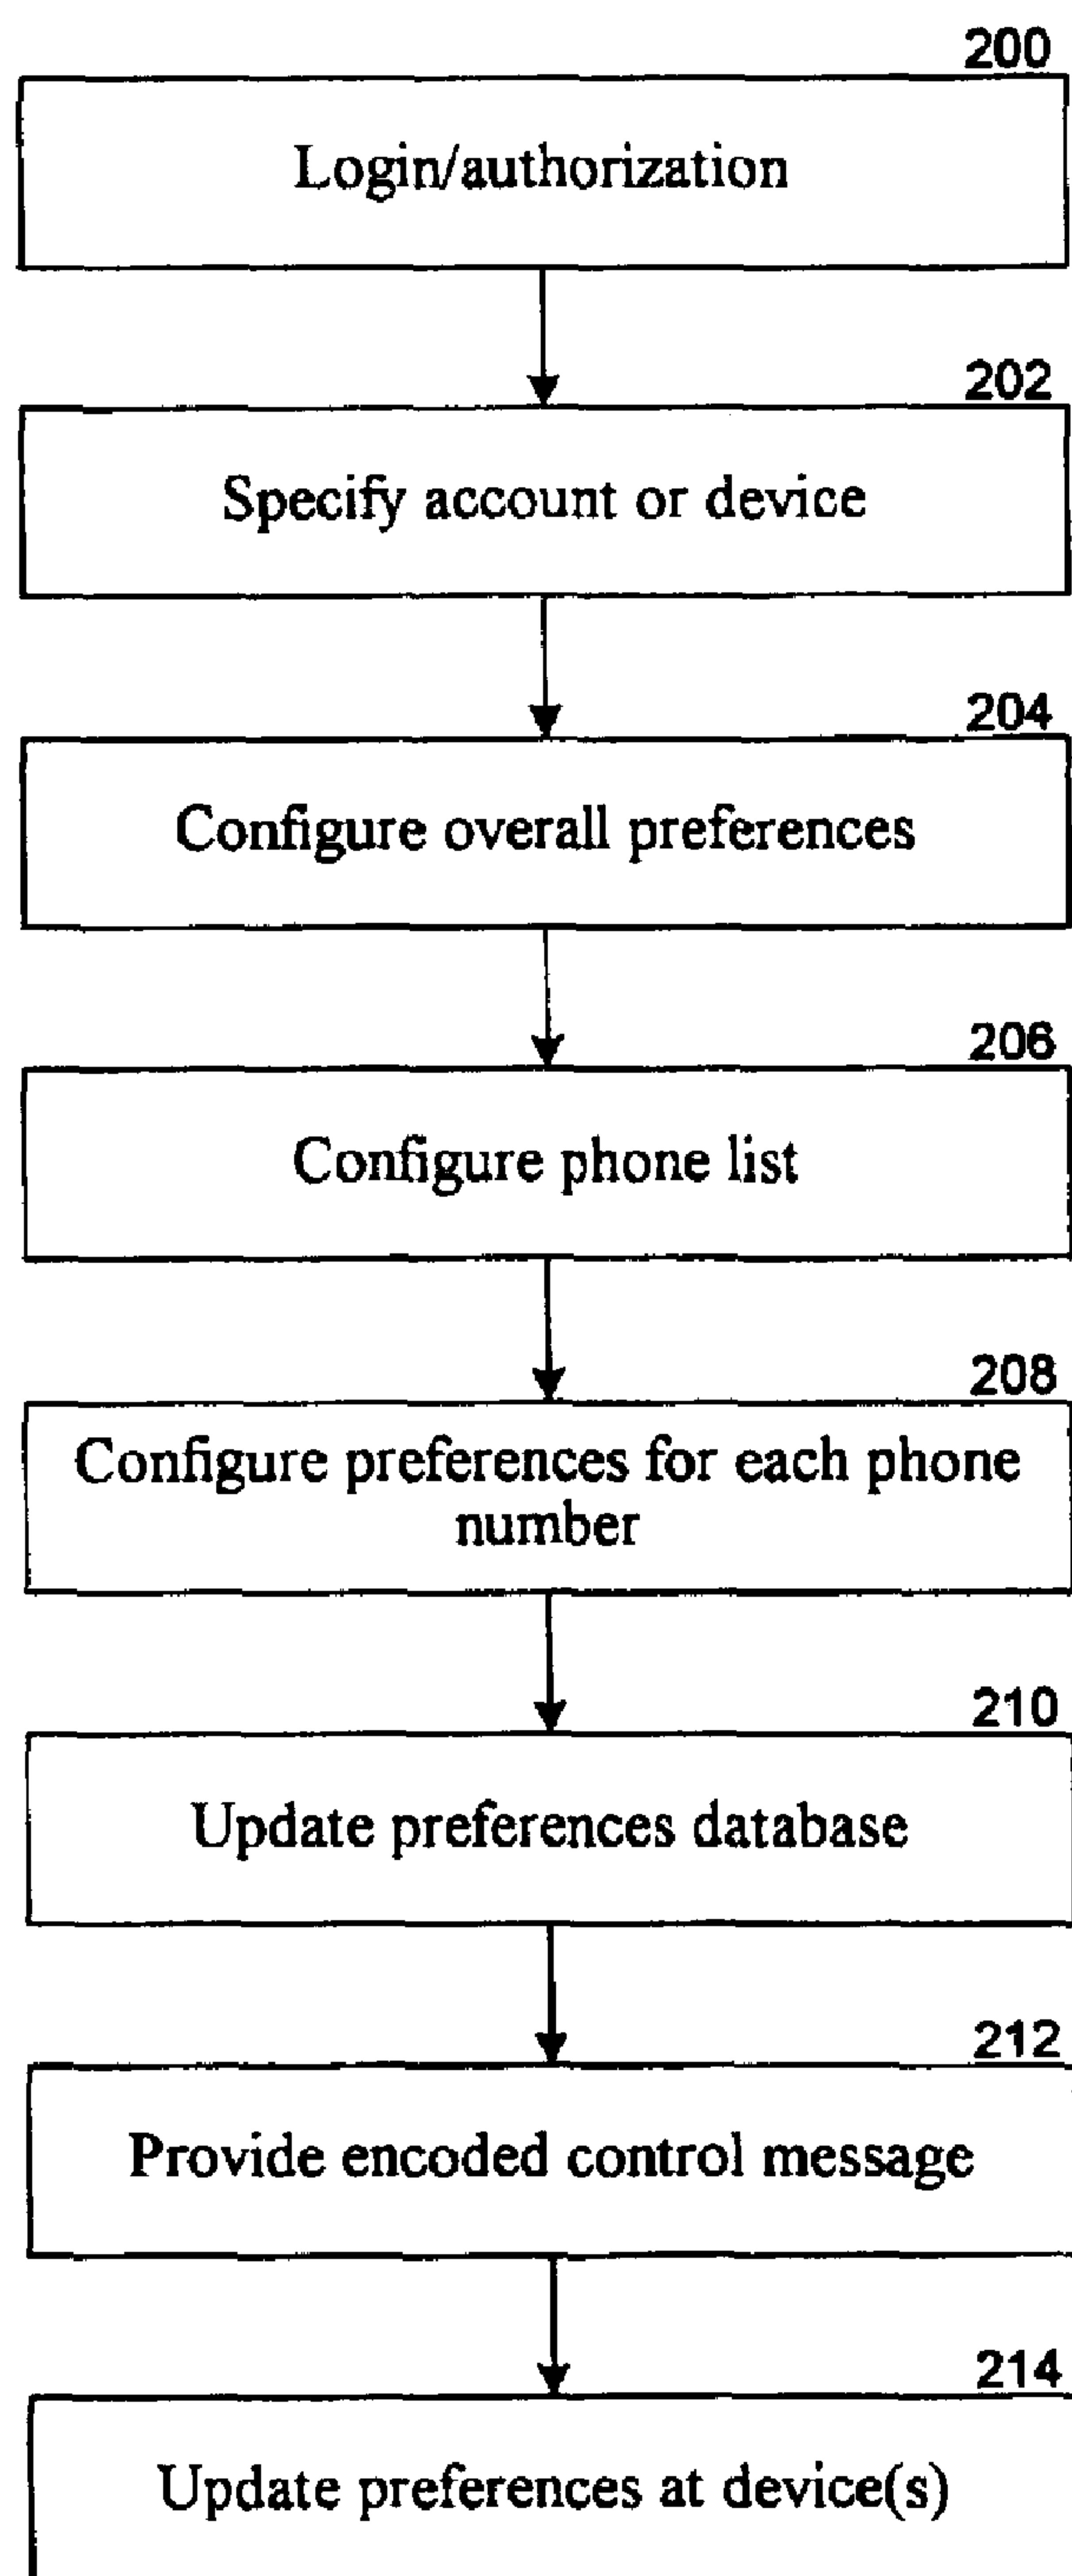 200
Login/authorization
202
Specify account or device
204
Configure overall preferences
206
Configure phone list
208
Configure preferences for each phone
number
210
Update preferences database
212
Provide encoded control message
214
Update preferences at device(s)